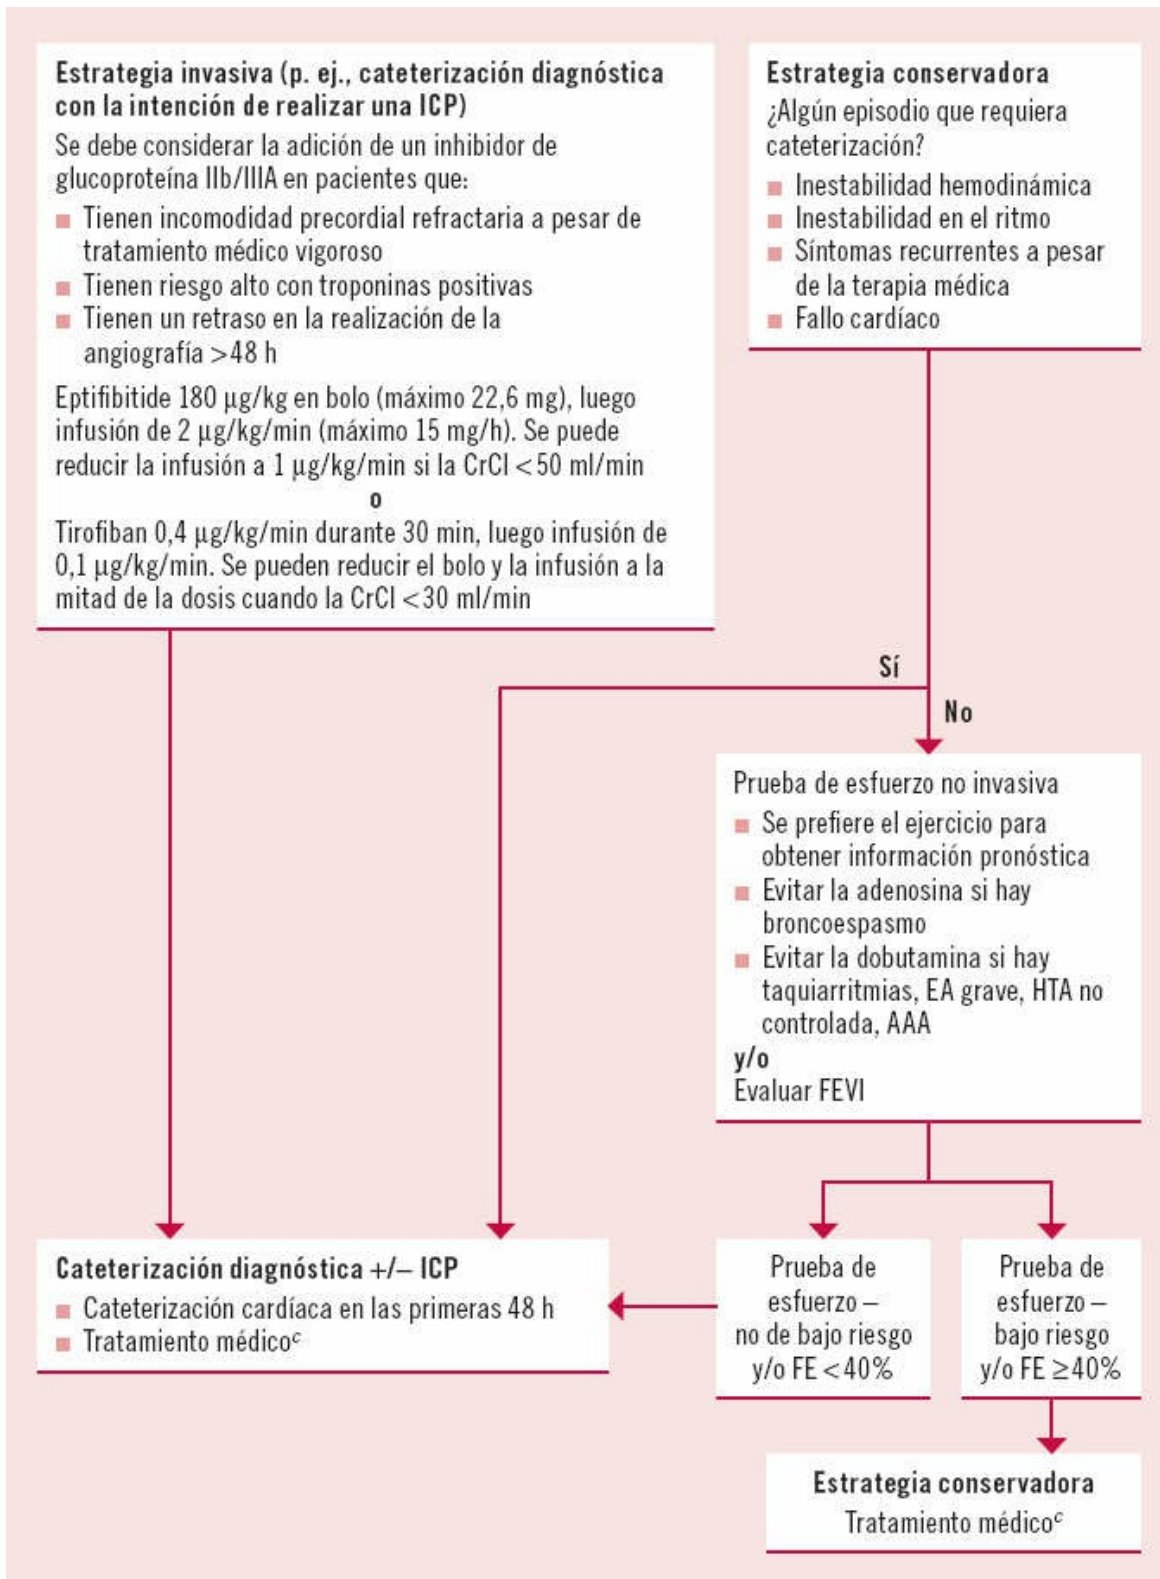 Estrategia invasiva (p. ej., cateterización diagnóstica
con la intención de realizar una ICP)
Se debe considerar la adición de un inhibidor de
glucoproteína IIb/IIIA en pacientes que:
Tienen incomodidad precordial refractaria a pesar de
tratamiento médico vigoroso
Tienen riesgo alto con troponinas positivas
Tienen un retraso en la realización de la
angiografía >48 h
Eptifibitide 180 µg/kg en bolo (máximo 22,6 mg), luego
infusión de 2 µg/kg/min (máximo 15 mg/h). Se puede
reducir la infusión a 1 µg/kg/min si la CrCl <50 ml/min
o
Tirofiban 0,4 µg/kg/min durante 30 min, luego infusión de
0,1 µg/kg/min. Se pueden reducir el bolo y la infusión a la
mitad de la dosis cuando la CrCl <30 ml/min
Estrategia conservadora
¿Algún episodio que requiera
cateterización?
Inestabilidad hemodinámica
Inestabilidad en el ritmo
Síntomas recurrentes a pesar
de la terapia médica
Fallo cardíaco
Sí
No
Prueba de esfuerzo no invasiva
Se prefiere el ejercicio para
obtener información pronóstica
Evitar la adenosina si hay
broncoespasmo
Evitar la dobutamina si hay
taquiarritmias, EA grave, HTA no
controlada, AAA
y/o
Evaluar FEVI
Cateterización diagnóstica +/– ICP
Cateterización cardíaca en las primeras 48 h
Tratamiento médicoᶜ
Prueba de
esfuerzo –
no de bajo riesgo
y/o FE <40%
Prueba de
esfuerzo –
bajo riesgo
y/o FE ≥40%
Estrategia conservadora
Tratamiento médicoᶜ